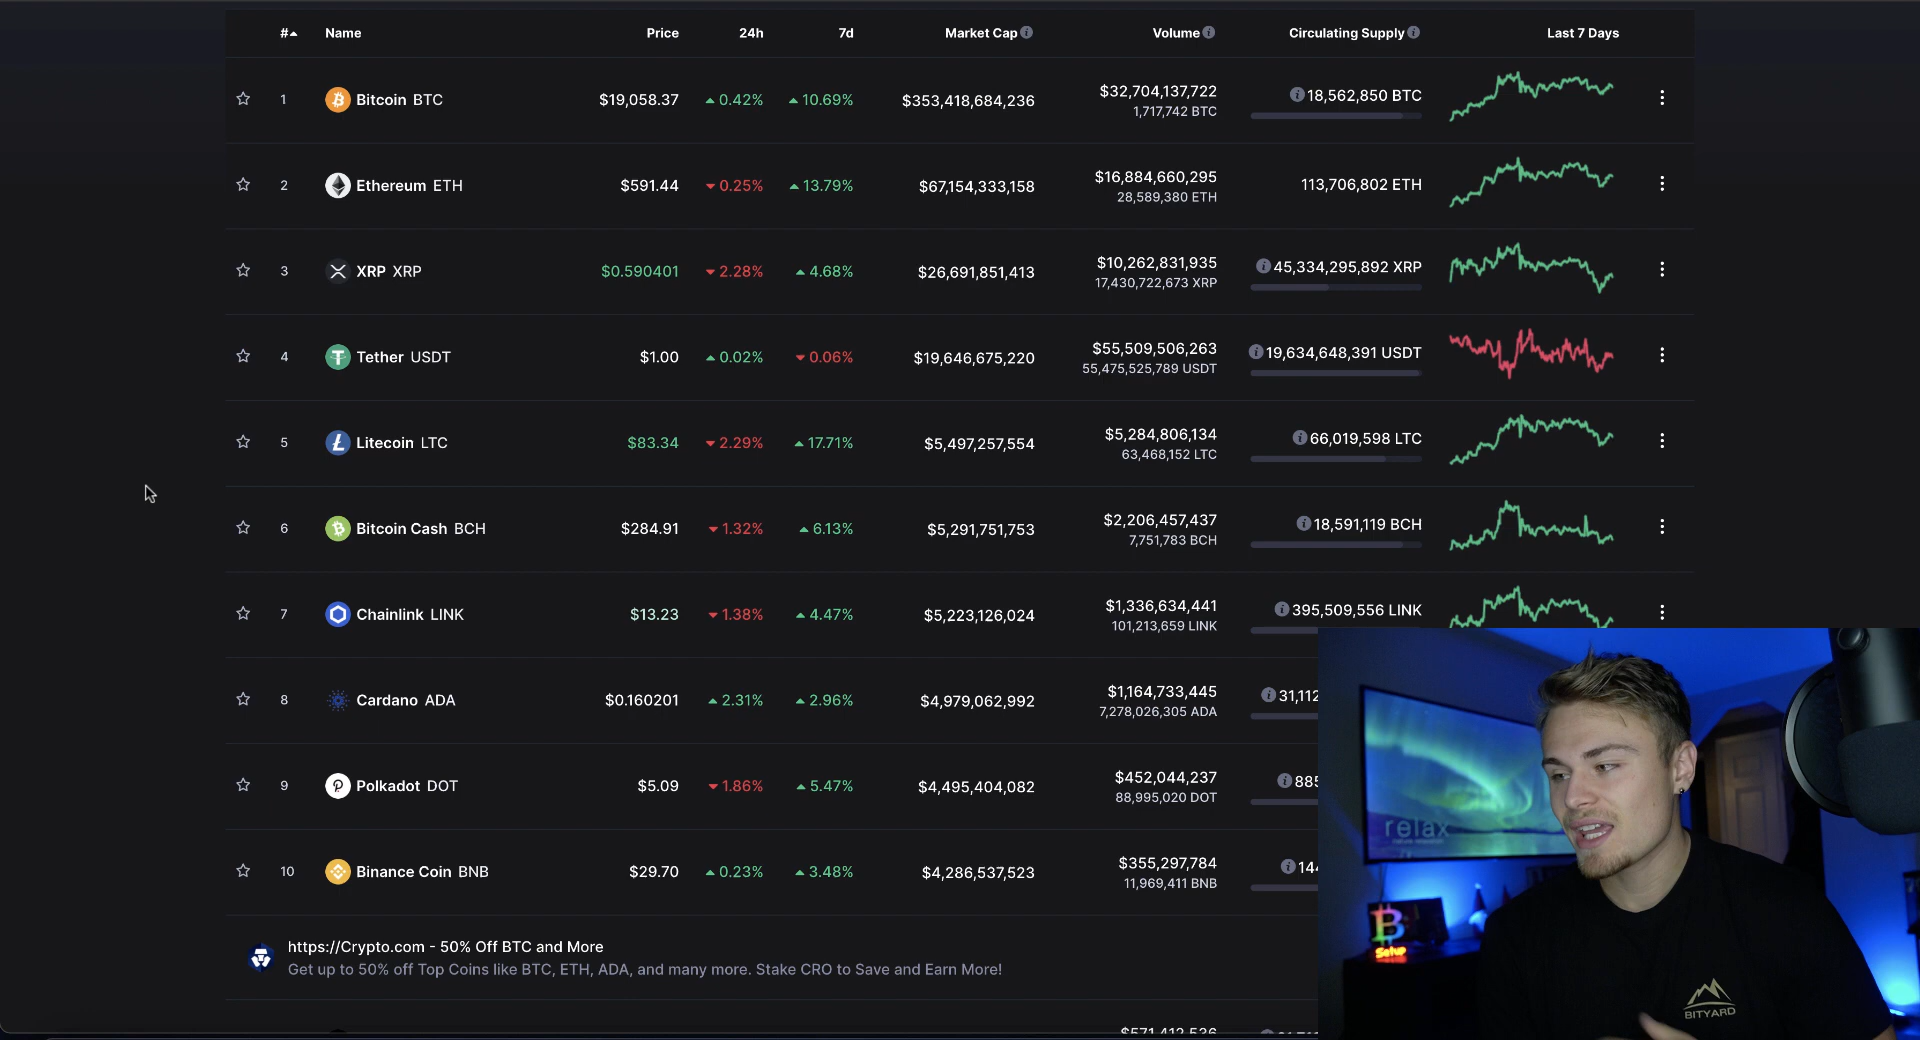 # Name Price 24h 7d Market Cap Volume Circulating Supply Last 7 Days
1 Bitcoin BTC $19,058.37 0.42% 10.69% $353,418,684,236 $32,704,137,722 18,562,850 BTC
1,717,742 BTC
2 Ethereum ETH $591.44 0.25% 13.79% $67,154,333,158 $16,884,660,295 113,706,802 ETH
28,589,380 ETH
3 XRP XRP $0.590401 2.28% 4.68% $26,691,851,413 $10,262,831,935 45,334,295,892 XRP
17,430,722,673 XRP
4 Tether USDT $1.00 0.02% 0.06% $19,646,675,220 $55,509,506,263 19,634,648,391 USDT
55,475,525,789 USDT
5 Litecoin LTC $83.34 2.29% 17.71% $5,497,257,554 $5,284,806,134 66,019,598 LTC
63,468,152 LTC
6 Bitcoin Cash BCH $284.91 1.32% 6.13% $5,291,751,753 $2,206,457,437 18,591,119 BCH
7,751,783 BCH
7 Chainlink LINK $13.23 1.38% 4.47% $5,223,126,024 $1,336,634,441 395,509,556 LINK
101,213,659 LINK
8 Cardano ADA $0.160201 2.31% 2.96% $4,979,062,992 $1,164,733,445 31,112
7,278,026,305 ADA
9 Polkadot DOT $5.09 1.86% 5.47% $4,495,404,082 $452,044,237 885
88,995,020 DOT
10 Binance Coin BNB $29.70 0.23% 3.48% $4,286,537,523 $355,297,784 144
11,969,411 BNB
https://Crypto.com - 50% Off BTC and More
Get up to 50% off Top Coins like BTC, ETH, ADA, and many more. Stake CRO to Save and Earn More!
$571,412,536
relax
Setup
BITYARD